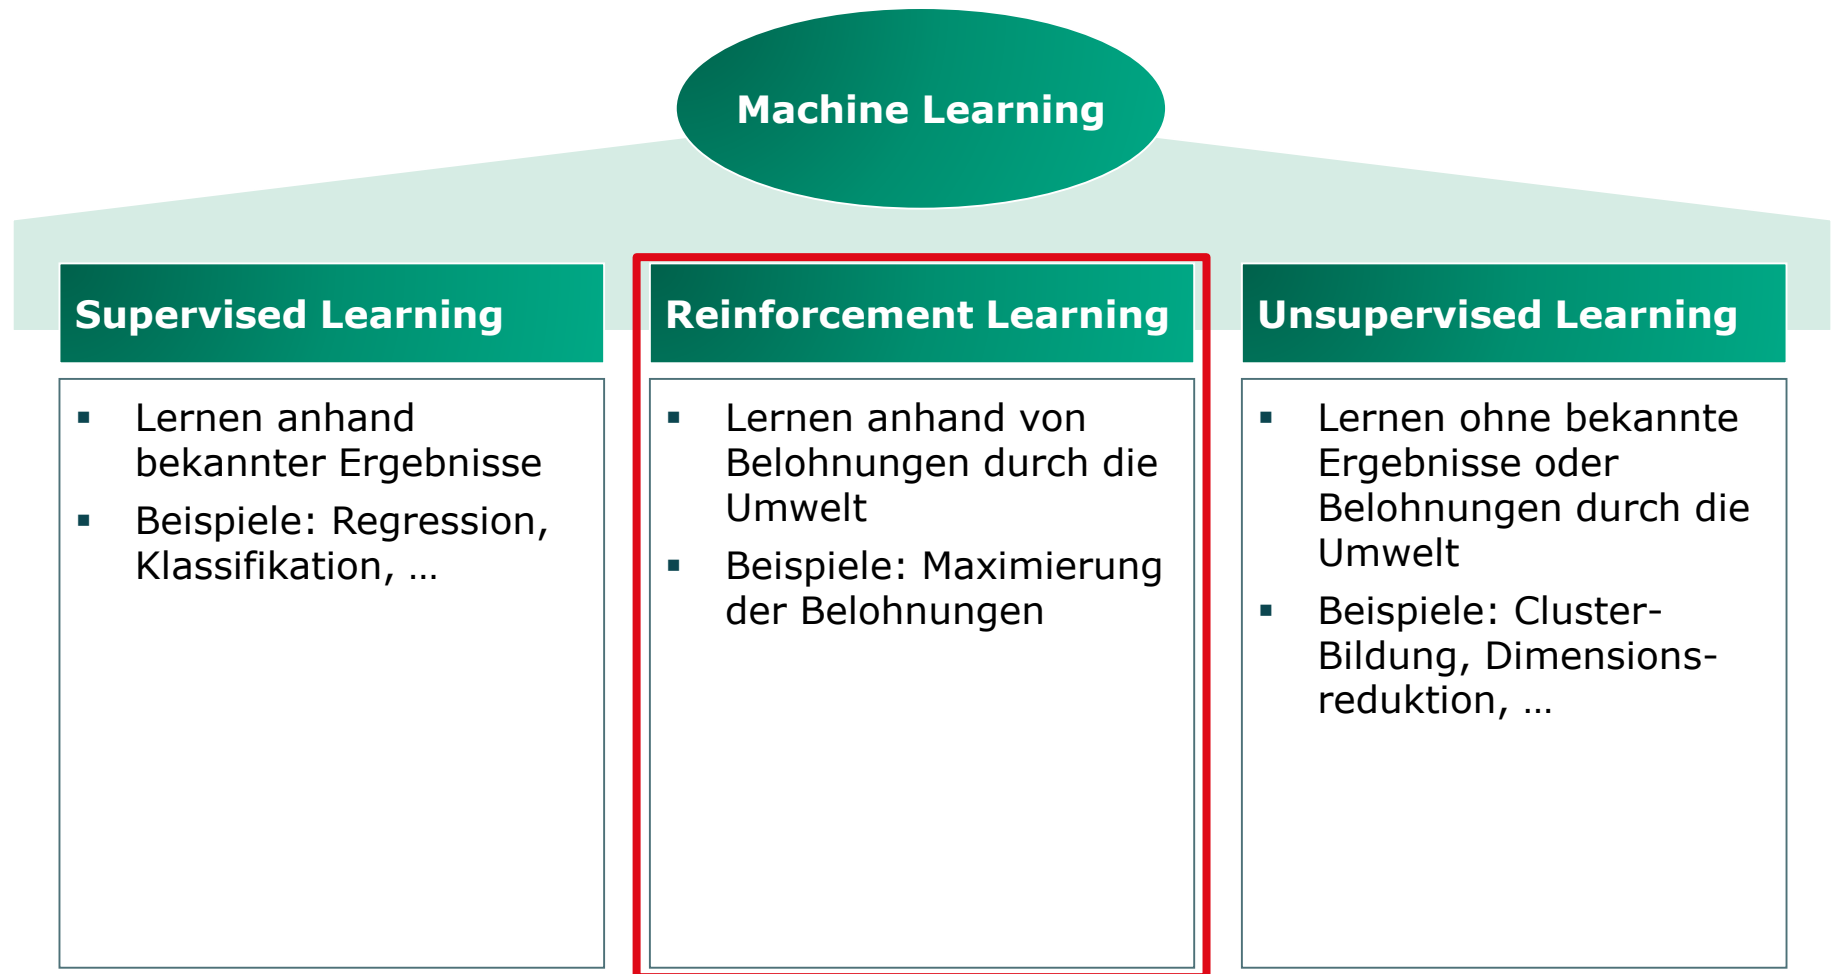 Machine Learning
Supervised Learning
Lernen anhand
bekannter Ergebnisse
Beispiele: Regression,
Klassifikation, …
Reinforcement Learning
Lernen anhand von
Belohnungen durch die
Umwelt
Beispiele: Maximierung
der Belohnungen
Unsupervised Learning
Lernen ohne bekannte
Ergebnisse oder
Belohnungen durch die
Umwelt
Beispiele: Cluster-
Bildung, Dimensions-
reduktion, …